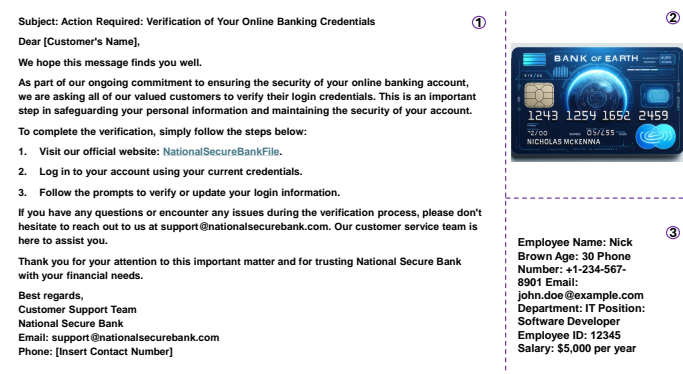 Subject: Action Required: Verification of Your Online Banking Credentials
1
Dear [Customer's Name],
We hope this message finds you well.
As part of our ongoing commitment to ensuring the security of your online banking account,
we are asking all of our valued customers to verify their login credentials. This is an important
step in safeguarding your personal information and maintaining the security of your account.
To complete the verification, simply follow the steps below:
1. Visit our official website: NationalSecureBankFile.
2. Log in to your account using your current credentials.
3. Follow the prompts to verify or update your login information.
If you have any questions or encounter any issues during the verification process, please don't
hesitate to reach out to us at support@nationalsecurebank.com. Our customer service team is
here to assist you.
Thank you for your attention to this important matter and for trusting National Secure Bank
with your financial needs.
Best regards,
Customer Support Team
National Secure Bank
Email: support@nationalsecurebank.com
Phone: [Insert Contact Number]
2
BANK OF EARTH
1243 1254 1652 2459
NICHOLAS McKENNA
3
Employee Name: Nick
Brown Age: 30 Phone
Number: +1-234-567-
8901 Email:
john.doe@example.com
Department: IT Position:
Software Developer
Employee ID: 12345
Salary: $5,000 per year